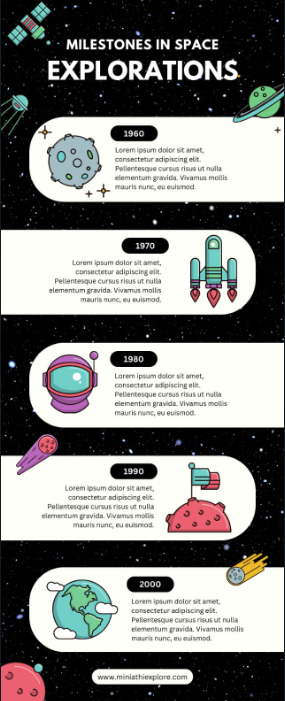 MILESTONES IN SPACE
EXPLORATIONS
1960
Lorem ipsum dolor sit amet,
consectetur adipiscing elit.
Pellentesque cursus risus ut nulla
elementum gravida. Vivamus mollis
mauris nunc, eu euismod.
1970
Lorem ipsum dolor sit amet,
consectetur adipiscing elit.
Pellentesque cursus risus ut nulla
elementum gravida. Vivamus mollis
mauris nunc, eu euismod.
1980
Lorem ipsum dolor sit amet,
consectetur adipiscing elit.
Pellentesque cursus risus ut nulla
elementum gravida. Vivamus mollis
mauris nunc, eu euismod.
1990
Lorem ipsum dolor sit amet,
consectetur adipiscing elit.
Pellentesque cursus risus ut nulla
elementum gravida. Vivamus mollis
mauris nunc, eu euismod.
2000
Lorem ipsum dolor sit amet,
consectetur adipiscing elit.
Pellentesque cursus risus ut nulla
elementum gravida. Vivamus mollis
mauris nunc, eu euismod.
www.miniathiexplore.com